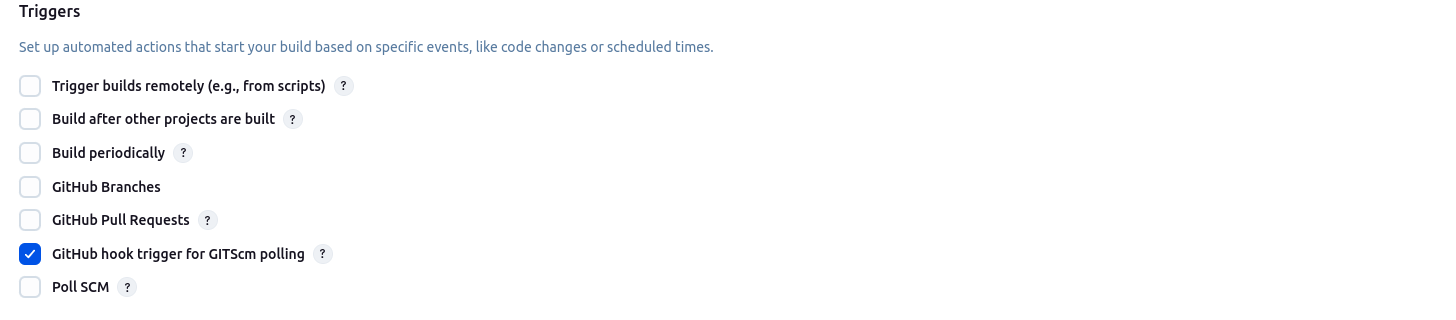 Triggers
Set up automated actions that start your build based on specific events, like code changes or scheduled times.
Trigger builds remotely (e.g., from scripts) ?
Build after other projects are built ?
Build periodically ?
GitHub Branches
GitHub Pull Requests ?
GitHub hook trigger for GITScm polling ?
Poll SCM ?